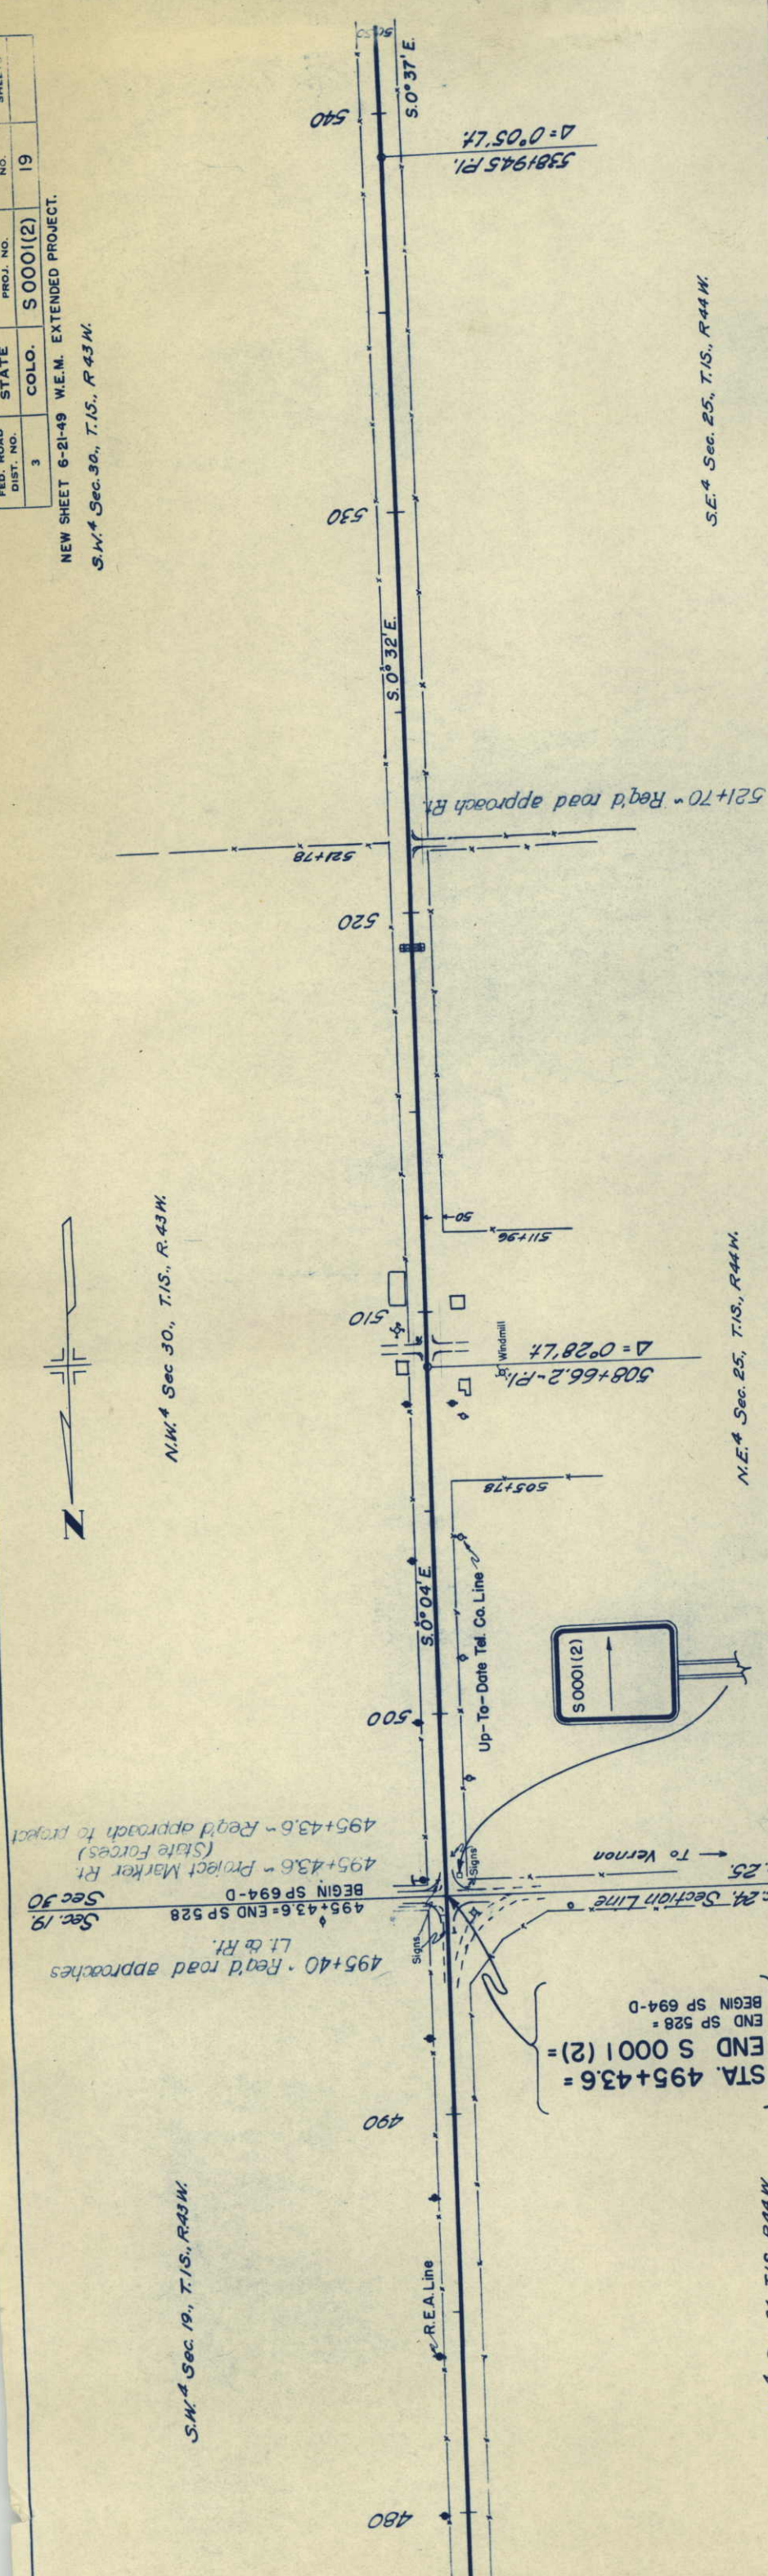 FED. ROAD
DIST. NO.
STATE
PROJ. NO.
NO.
3
COLO.
S 0001(2)
19
NEW SHEET 6-21-49 W.E.M. EXTENDED PROJECT.
S.W.⁴ Sec. 30., T.1S., R 43 W.
540
S.0°37'E.
538+94.5 P.I.
Δ = 0°05' Lt.
S.E.⁴ Sec. 25., T.1S., R 44 W.
530
S.0°32'E.
521+70 ~ Req'd road approach Rt.
521+78
520
50
511+96
N.W.⁴ Sec 30., T.1S., R. 43 W.
N.E.⁴ Sec. 25., T.1S., R 44 W.
510
Windmill
508+66.2 - P.I.
Δ = 0°28' Lt.
N
505+78
S.0°04'E.
Up-To-Date Tel. Co. Line
S 0001(2)
500
495+43.6 ~ Req'd approach to project
(State Forces)
495+43.6 ~ Project Marker Rt.
BEGIN SP 694-D
495+43.6 = END SP 528
Sec 30
Sec. 19
Signs
To Vernon
25
24 Section Line
495+40 - Req'd road approaches
Lt. & Rt.
Signs
STA. 495+43.6 =
END S 0001 (2) =
END SP 528 =
BEGIN SP 694-D
490
S.W.⁴ Sec. 19., T.1S., R.43 W.
R.E.A. Line
480